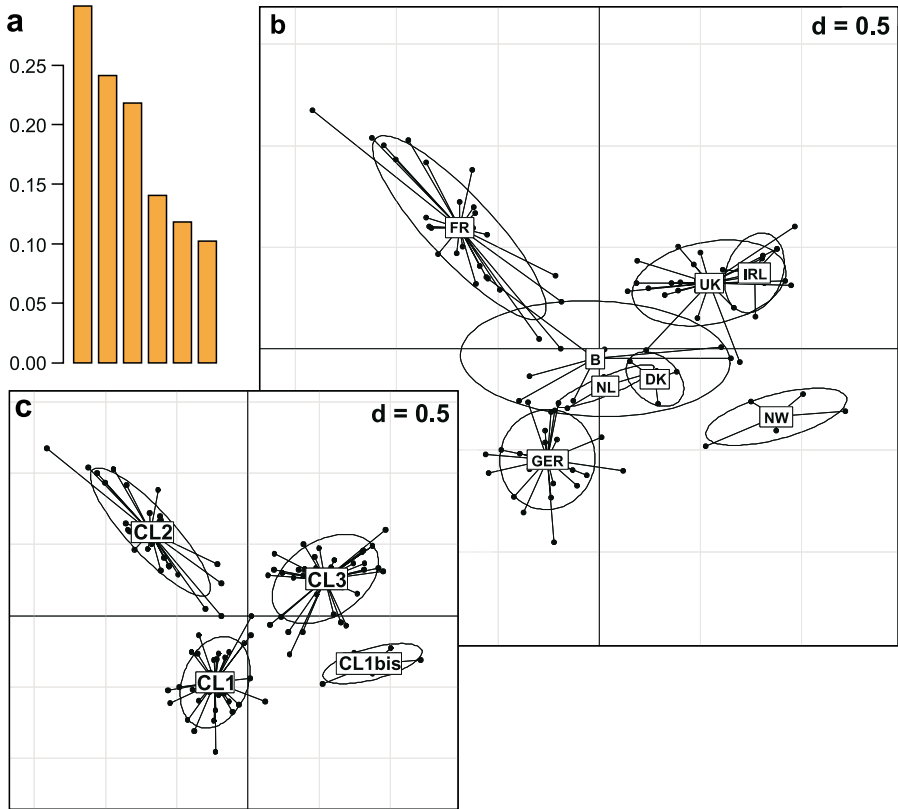 a
0.25
0.20
0.15
0.10
0.05
0.00
b
d = 0.5
FR
UK
IRL
B
NL
DK
NW
GER
c
d = 0.5
CL2
CL3
CL1bis
CL1